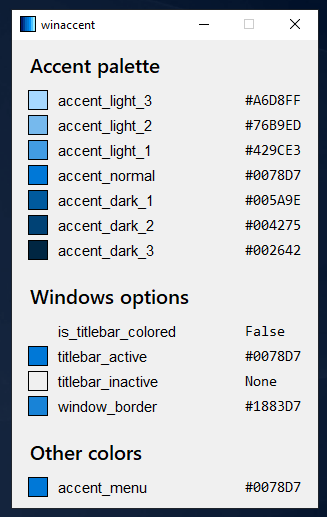 winaccent
Accent palette
accent_light_3 #A6D8FF
accent_light_2 #76B9ED
accent_light_1 #429CE3
accent_normal #0078D7
accent_dark_1 #005A9E
accent_dark_2 #004275
accent_dark_3 #002642
Windows options
is_titlebar_colored False
titlebar_active #0078D7
titlebar_inactive None
window_border #1883D7
Other colors
accent_menu #0078D7